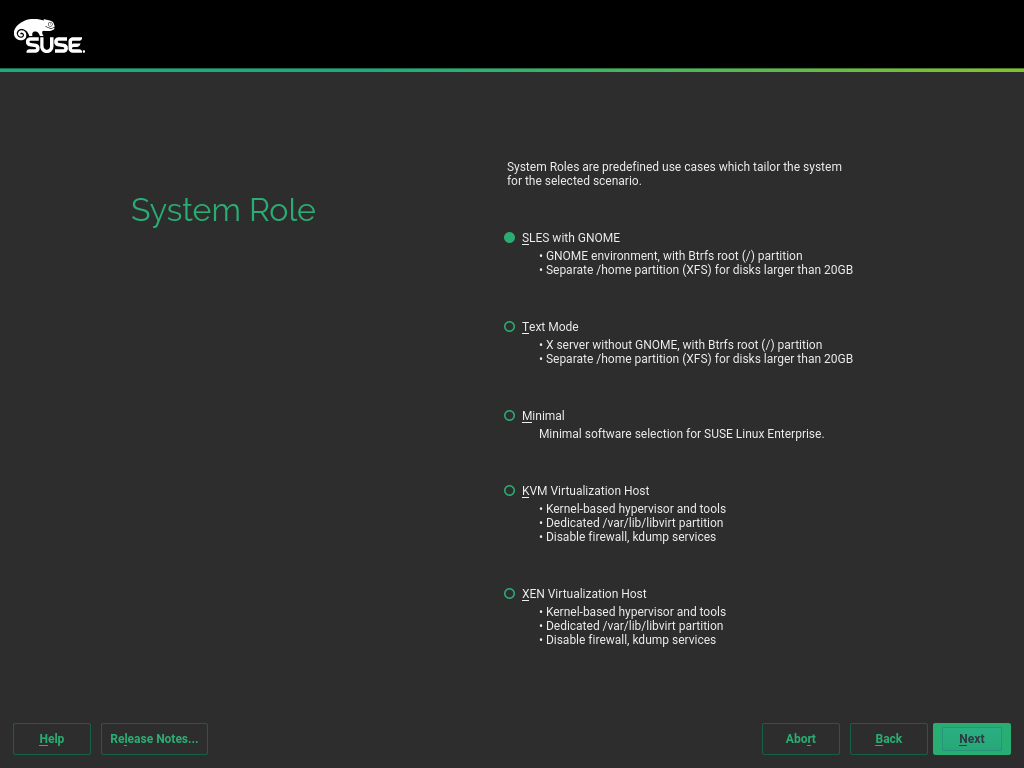 SUSE.
System Role
System Roles are predefined use cases which tailor the system
for the selected scenario.
SLES with GNOME
• GNOME environment, with Btrfs root (/) partition
• Separate /home partition (XFS) for disks larger than 20GB
Text Mode
• X server without GNOME, with Btrfs root (/) partition
• Separate /home partition (XFS) for disks larger than 20GB
Minimal
Minimal software selection for SUSE Linux Enterprise.
KVM Virtualization Host
• Kernel-based hypervisor and tools
• Dedicated /var/lib/libvirt partition
• Disable firewall, kdump services
XEN Virtualization Host
• Kernel-based hypervisor and tools
• Dedicated /var/lib/libvirt partition
• Disable firewall, kdump services
Help
Release Notes...
Abort
Back
Next